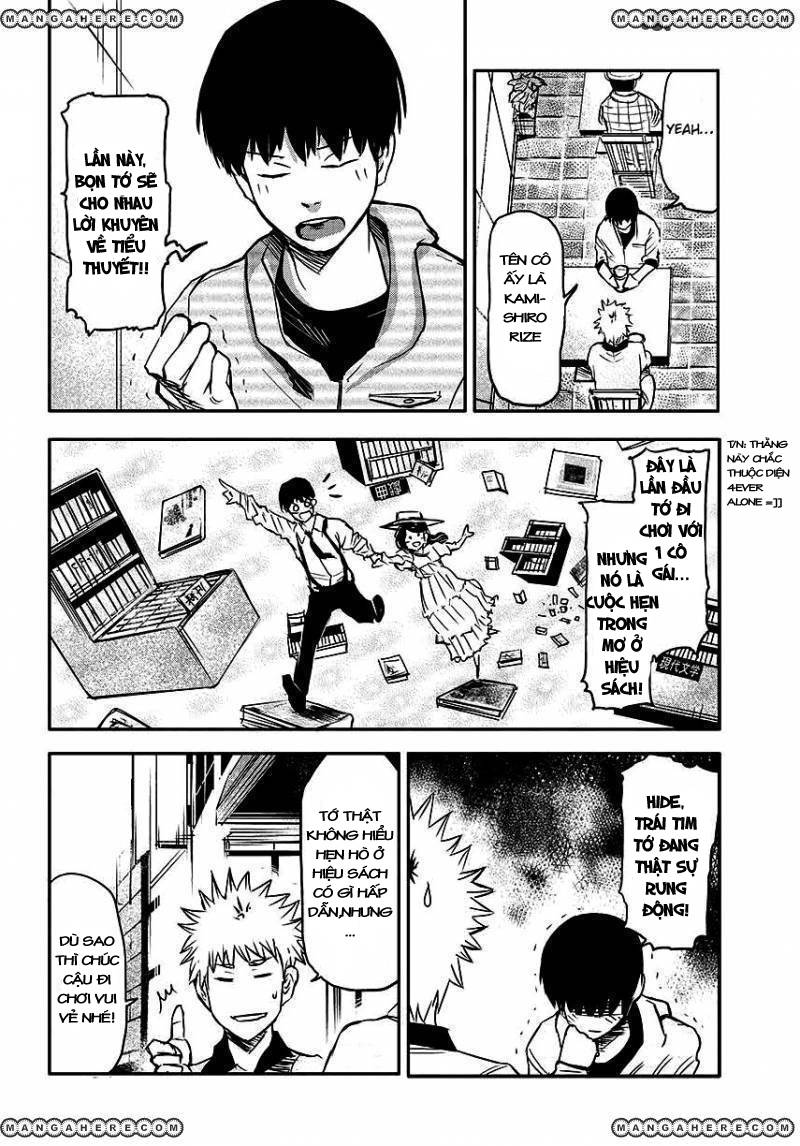 MANGAHERE.COM
MANGAHERE.COM
YEAH...
TÊN CÔ
ẤY LÀ
KAMI-
SHIRO
RIZE
LẦN NÀY,
BỌN TỚ SẼ
CHO NHAU
LỜI KHUYÊN
VỀ TIỂU
THUYẾT!!
T/N: THẰNG
NÀY CHẮC
THUỘC DIỆN
4EVER
ALONE =]]
ĐÂY LÀ
LẦN ĐẦU
TỚ ĐI
CHƠI VỚI
1 CÔ
GÁI...
NHƯNG
NÓ LÀ
CUỘC HẸN
TRONG
MƠ Ở
HIỆU
SÁCH!
現代文学
HIDE,
TRÁI TIM
TỚ ĐANG
THẬT SỰ
RUNG
ĐỘNG!
TỚ THẬT
KHÔNG HIỂU
HẸN HÒ Ở
HIỆU SÁCH
CÓ GÌ HẤP
DẪN,NHƯNG
...
DÙ SAO
THÌ CHÚC
CẬU ĐI
CHƠI VUI
VẺ NHÉ!
MANGAHERE.COM
MANGAHERE.COM